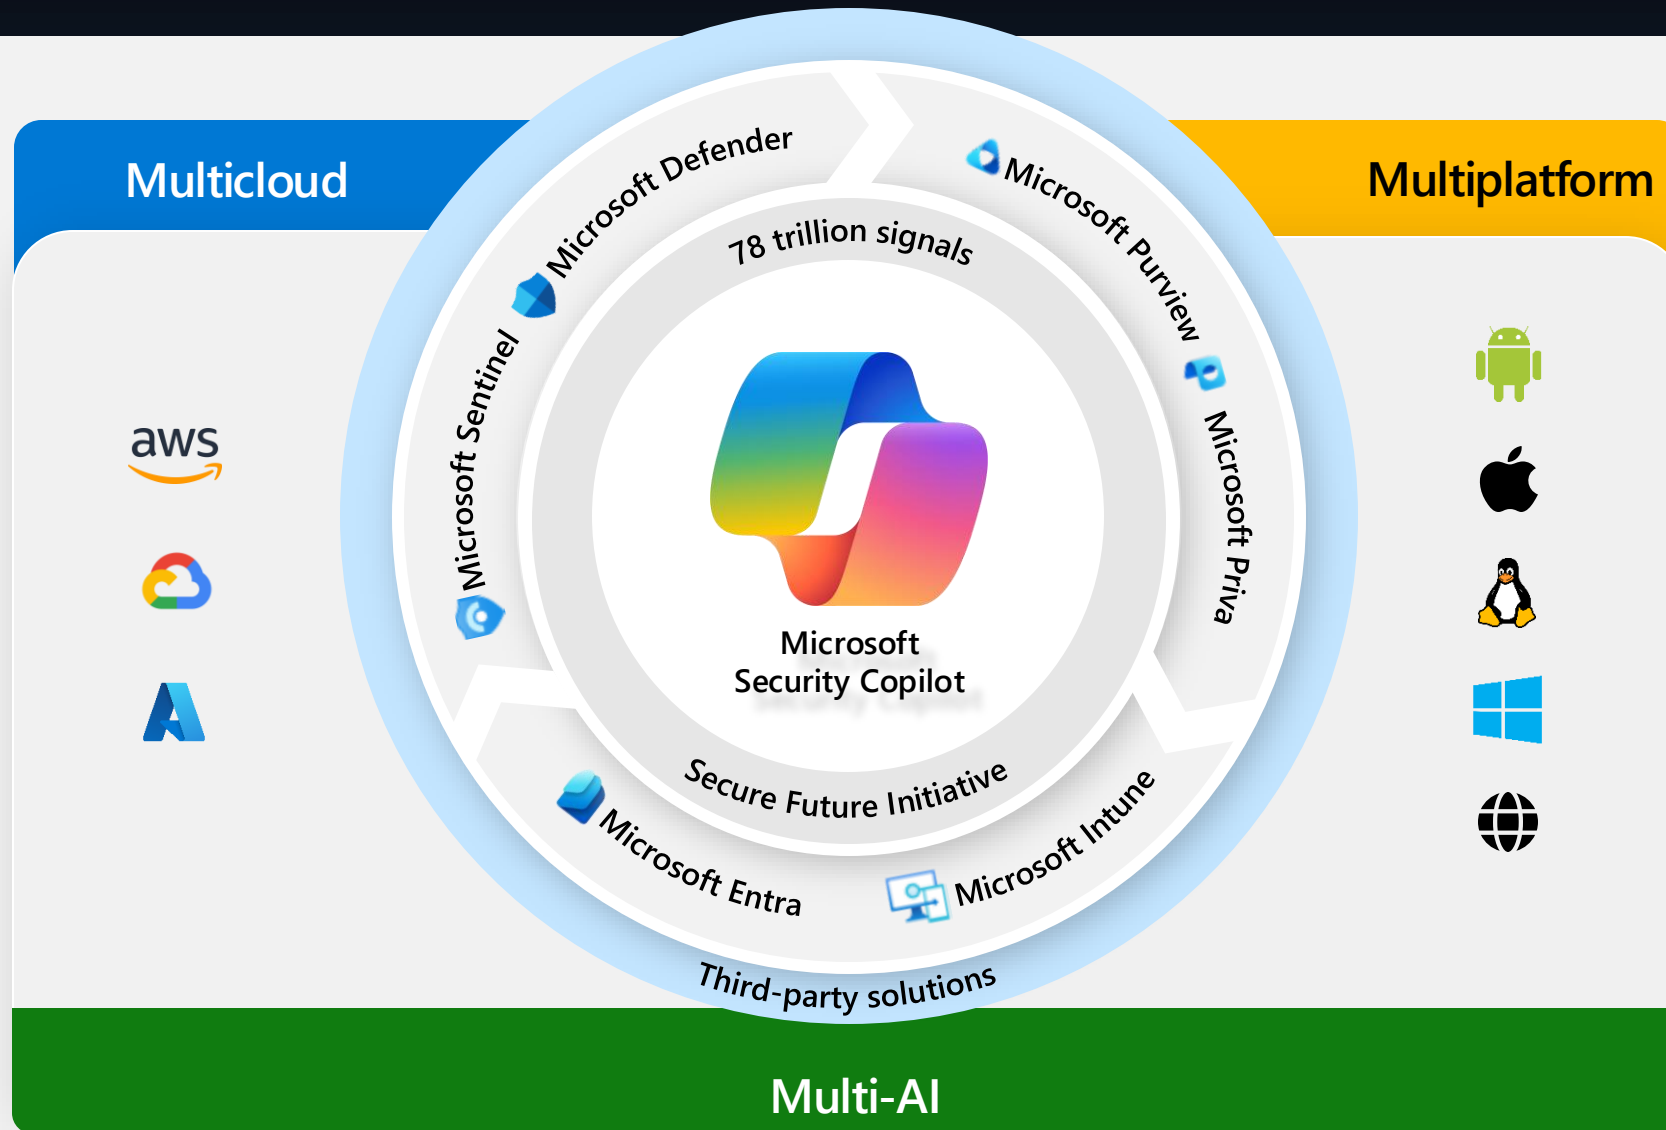 Multicloud
Multiplatform
Microsoft Defender
Microsoft Purview
78 trillion signals
Microsoft Sentinel
Microsoft Priva
aws
Microsoft
Security Copilot
Secure Future Initiative
Microsoft Entra
Microsoft Intune
Third-party solutions
Multi-AI